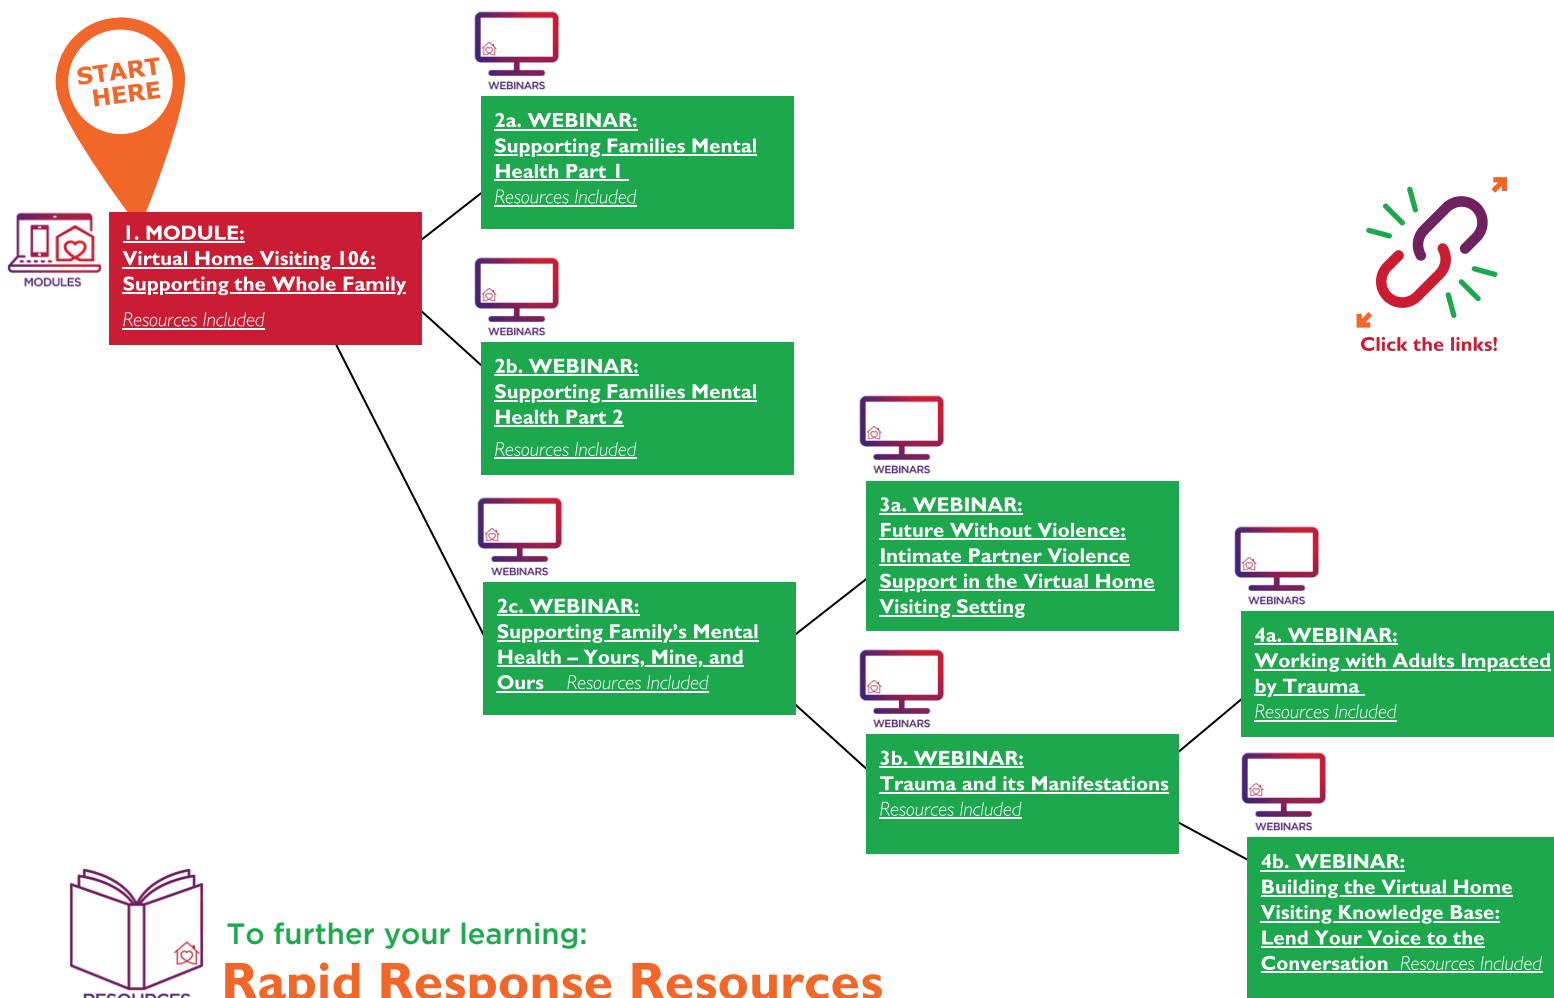 START
HERE
MODULES
1. MODULE:
Virtual Home Visiting 106:
Supporting the Whole Family
Resources Included
WEBINARS
2a. WEBINAR:
Supporting Families Mental
Health Part 1
Resources Included
WEBINARS
2b. WEBINAR:
Supporting Families Mental
Health Part 2
Resources Included
WEBINARS
2c. WEBINAR:
Supporting Family's Mental
Health – Yours, Mine, and
Ours Resources Included
Click the links!
WEBINARS
3a. WEBINAR:
Future Without Violence:
Intimate Partner Violence
Support in the Virtual Home
Visiting Setting
WEBINARS
3b. WEBINAR:
Trauma and its Manifestations
Resources Included
WEBINARS
4a. WEBINAR:
Working with Adults Impacted
by Trauma
Resources Included
WEBINARS
4b. WEBINAR:
Building the Virtual Home
Visiting Knowledge Base:
Lend Your Voice to the
Conversation Resources Included
RESOURCES
To further your learning:
Rapid Response Resources